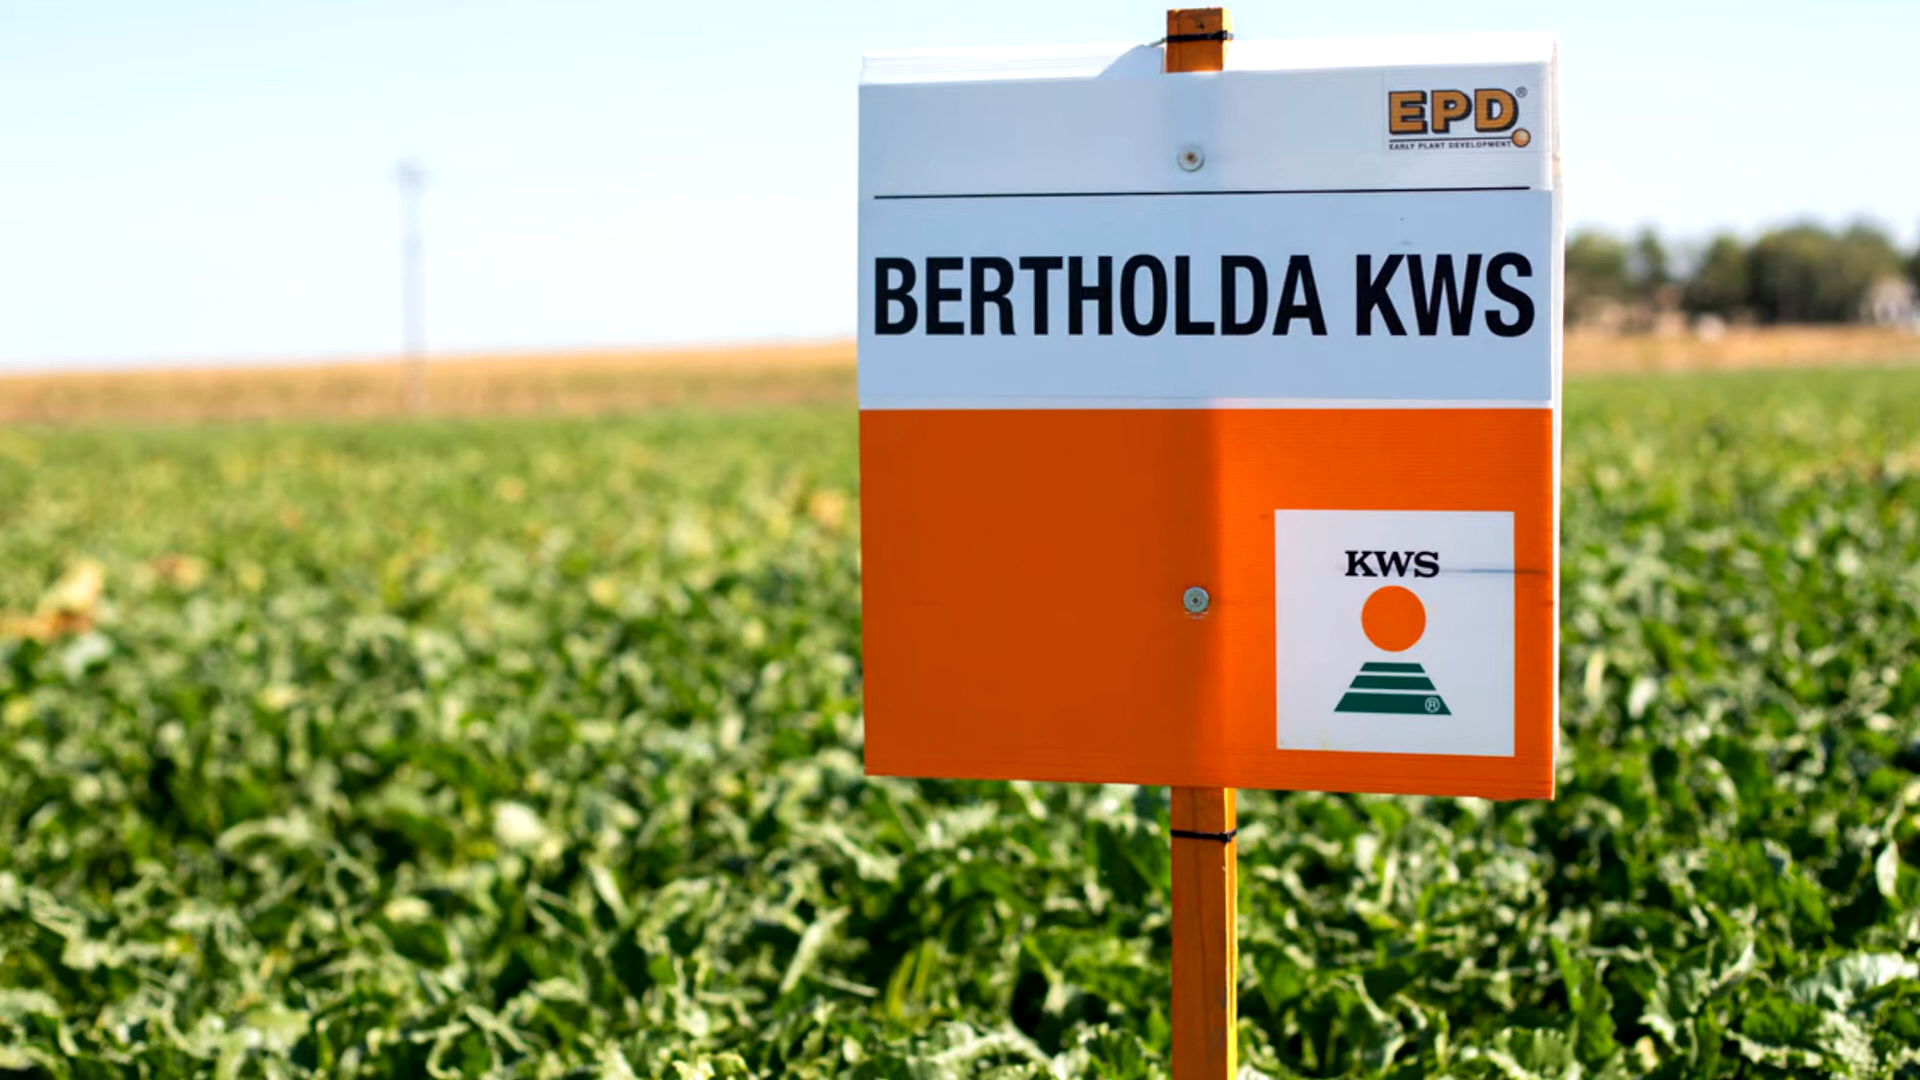 EPD®
EARLY PLANT DEVELOPMENT
BERTHOLDA KWS
KWS
®